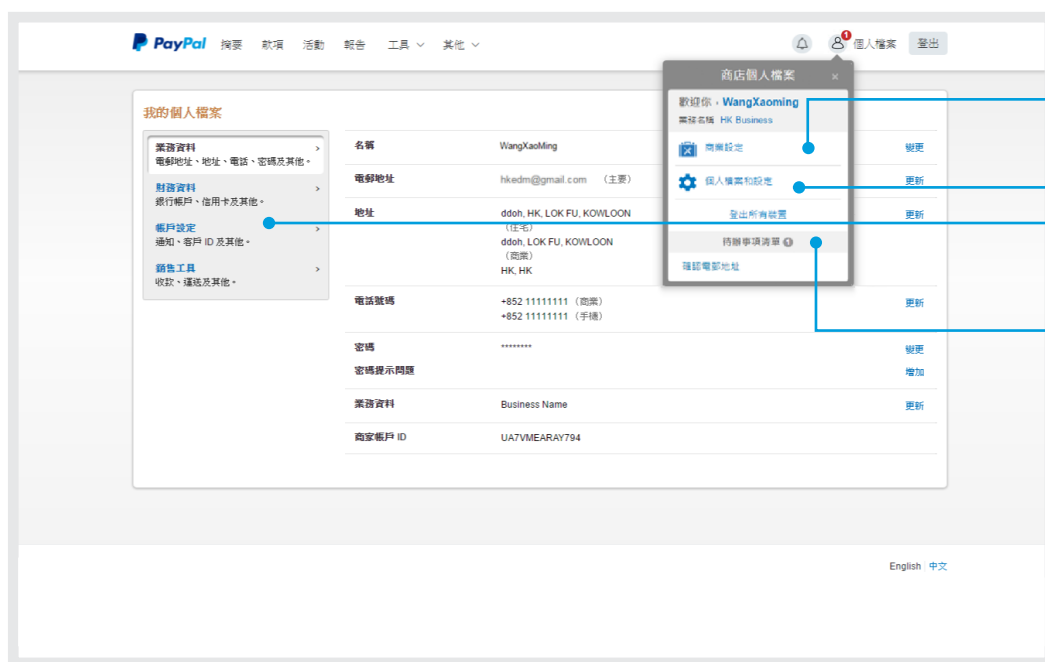 PayPal 摘要 款項 活動 報告 工具 其他 1 個人檔案 登出
商店個人檔案 ×
歡迎你，WangXaoming
業務名稱 HK Business
商業設定
個人檔案和設定
登出所有裝置
待辦事項清單 1
確認電郵地址
我的個人檔案
業務資料 >
電郵地址、地址、電話、密碼及其他。
財務資料 >
銀行帳戶、信用卡及其他。
帳戶設定 >
通知、客戶 ID 及其他。
銷售工具 >
收款、運送及其他。
名稱 WangXaoMing 變更
電郵地址 hkedm@gmail.com （主要） 更新
地址 ddoh, HK, LOK FU, KOWLOON 更新
（住宅）
ddoh, LOK FU, KOWLOON
（商業）
HK, HK
電話號碼 +852 11111111 （商業） 更新
+852 11111111 （手機）
密碼 ******** 變更
密碼提示問題 增加
業務資料 Business Name 更新
商家帳戶 ID UA7VMEARAY794
English 中文